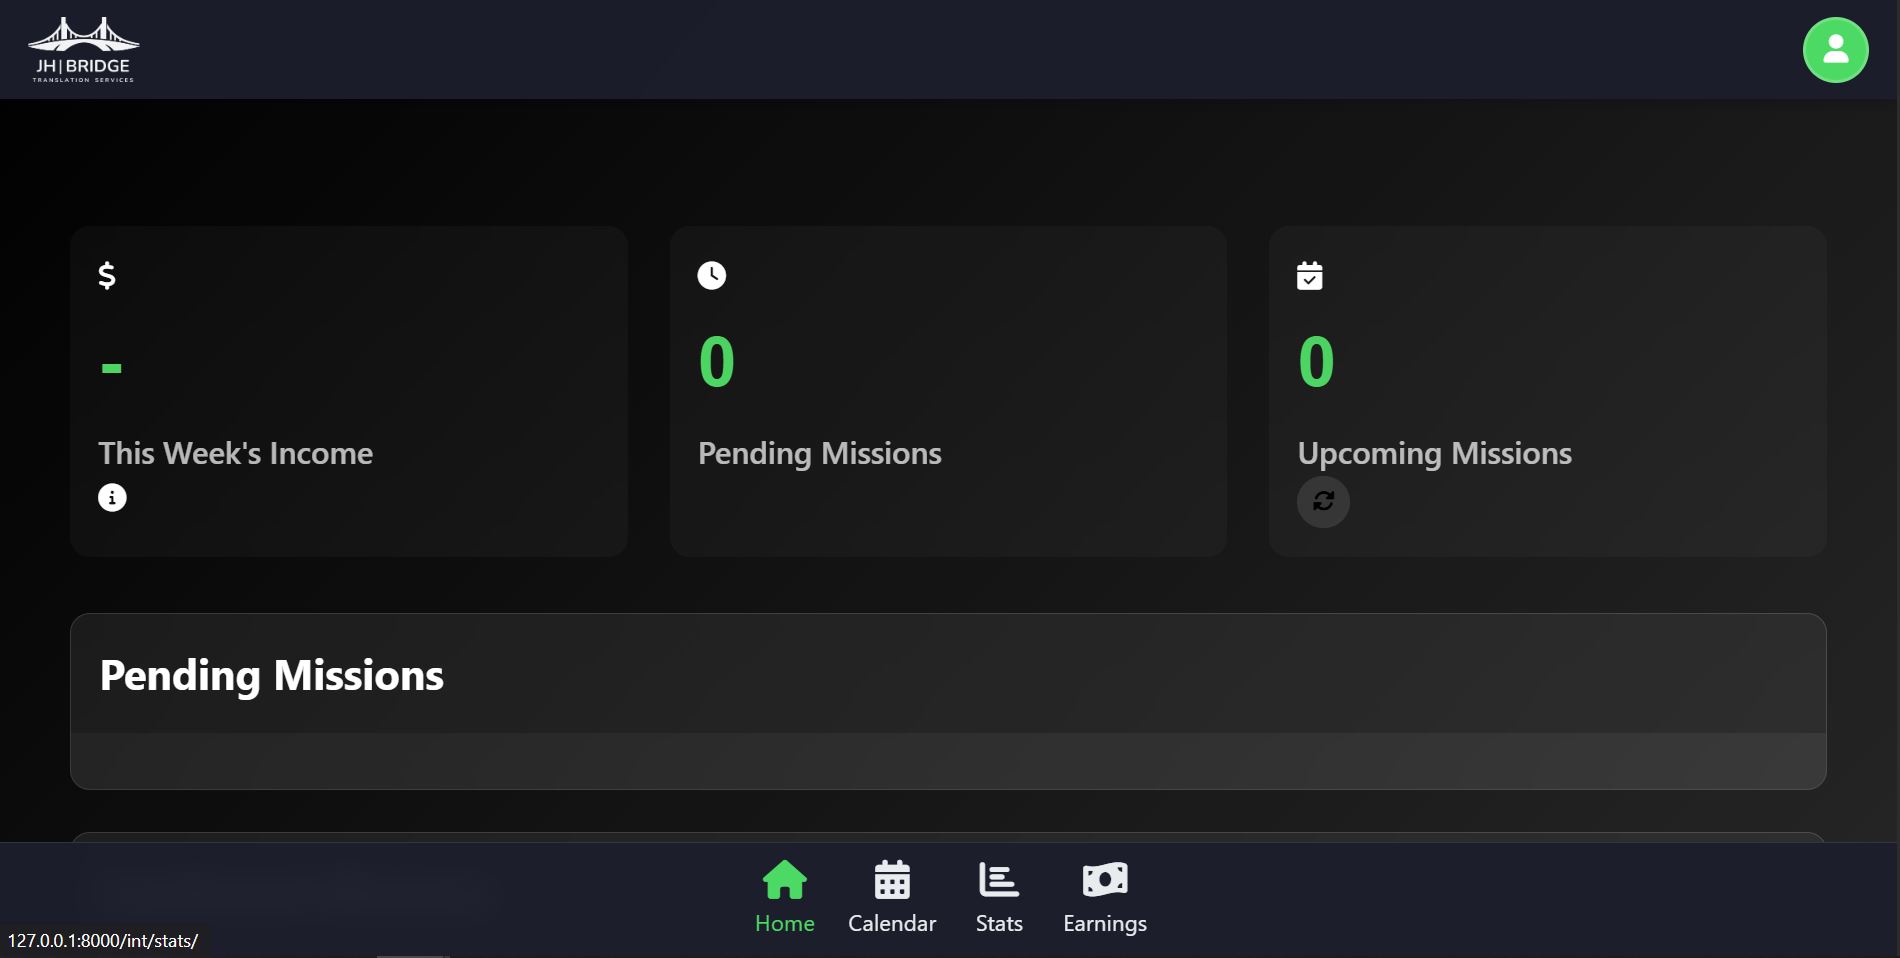 JH|BRIDGE
TRANSLATION SERVICES
-
This Week's Income
0
Pending Missions
0
Upcoming Missions
Pending Missions
Home
Calendar
Stats
Earnings
127.0.0.1:8000/int/stats/